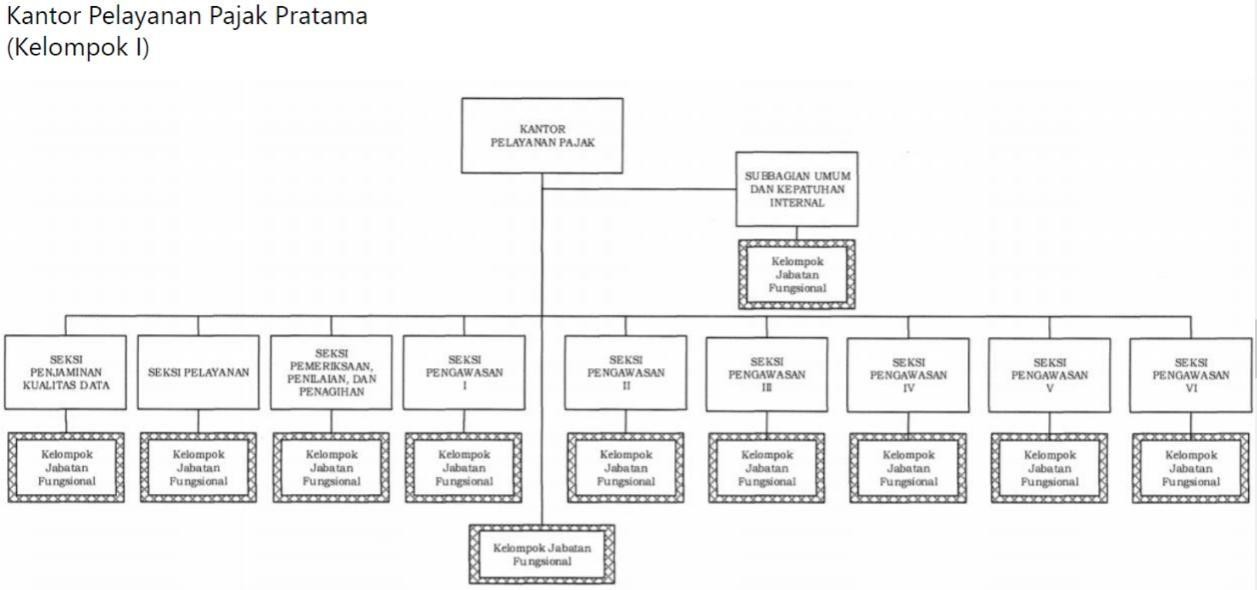 Kantor Pelayanan Pajak Pratama
(Kelompok I)
KANTOR
PELAYANAN PAJAK
SUBBAGIAN UMUM
DAN KEPATUHAN
INTERNAL
Kelompok
Jabatan
Fungsional
SEKSI
PENJAMINAN
KUALITAS DATA
SEKSI PELAYANAN
SEKSI
PEMERIKSAAN,
PENILAIAN, DAN
PENAGIHAN
SEKSI
PENGAWASAN
I
SEKSI
PENGAWASAN
II
SEKSI
PENGAWASAN
III
SEKSI
PENGAWASAN
IV
SEKSI
PENGAWASAN
V
SEKSI
PENGAWASAN
VI
Kelompok
Jabatan
Fungsional
Kelompok
Jabatan
Fungsional
Kelompok
Jabatan
Fungsional
Kelompok
Jabatan
Fungsional
Kelompok
Jabatan
Fungsional
Kelompok
Jabatan
Fungsional
Kelompok
Jabatan
Fungsional
Kelompok
Jabatan
Fungsional
Kelompok
Jabatan
Fungsional
Kelompok Jabatan
Fungsional